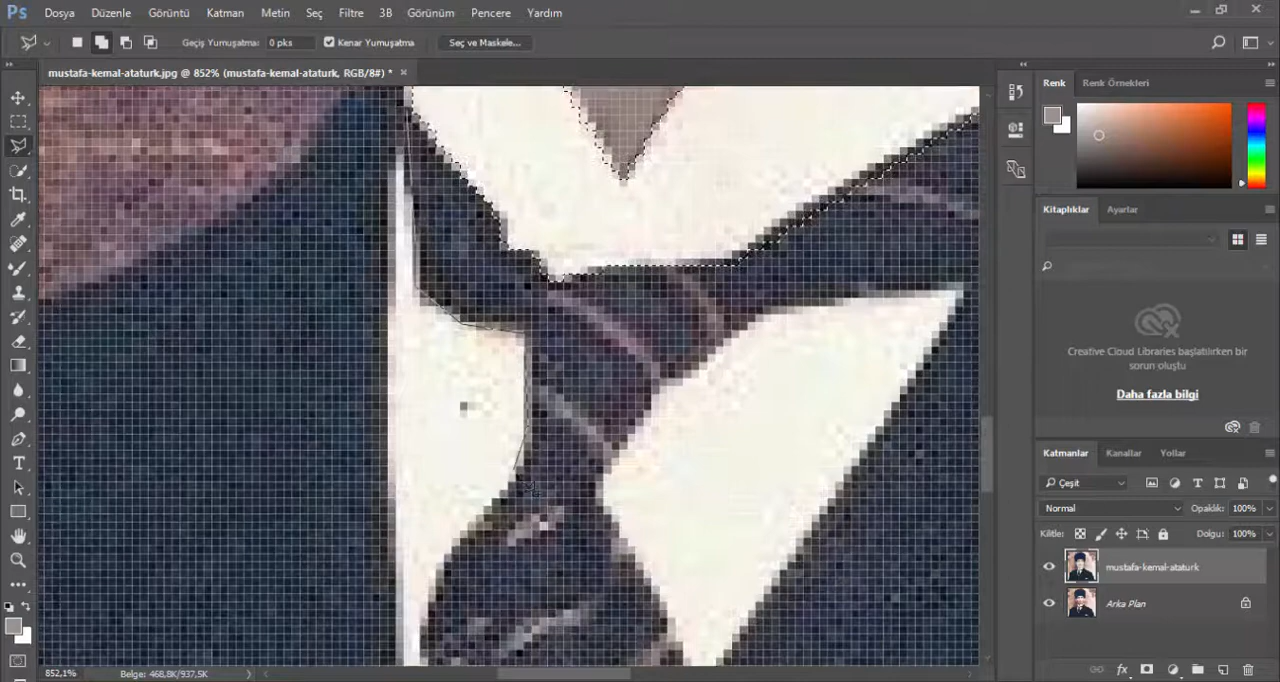 Ps Dosya Düzenle Görüntü Katman Metin Seç Filtre 3B Görünüm Pencere Yardım
Geçiş Yumuşatma: 0 pks Kenar Yumuşatma Seç ve Maskele...
mustafa-kemal-ataturk.jpg @ 852% (mustafa-kemal-ataturk, RGB/8#) *
Renk Renk Örnekleri
Kitaplıklar Ayarlar
Creative Cloud Libraries başlatılırken bir
sorun oluştu
Daha fazla bilgi
Katmanlar Kanallar Yollar
Çeşit
Normal Opaklık: 100%
Kilitle: Dolgu: 100%
mustafa-kemal-ataturk
Arka Plan
852,1% Belge: 468,8K/937,5K